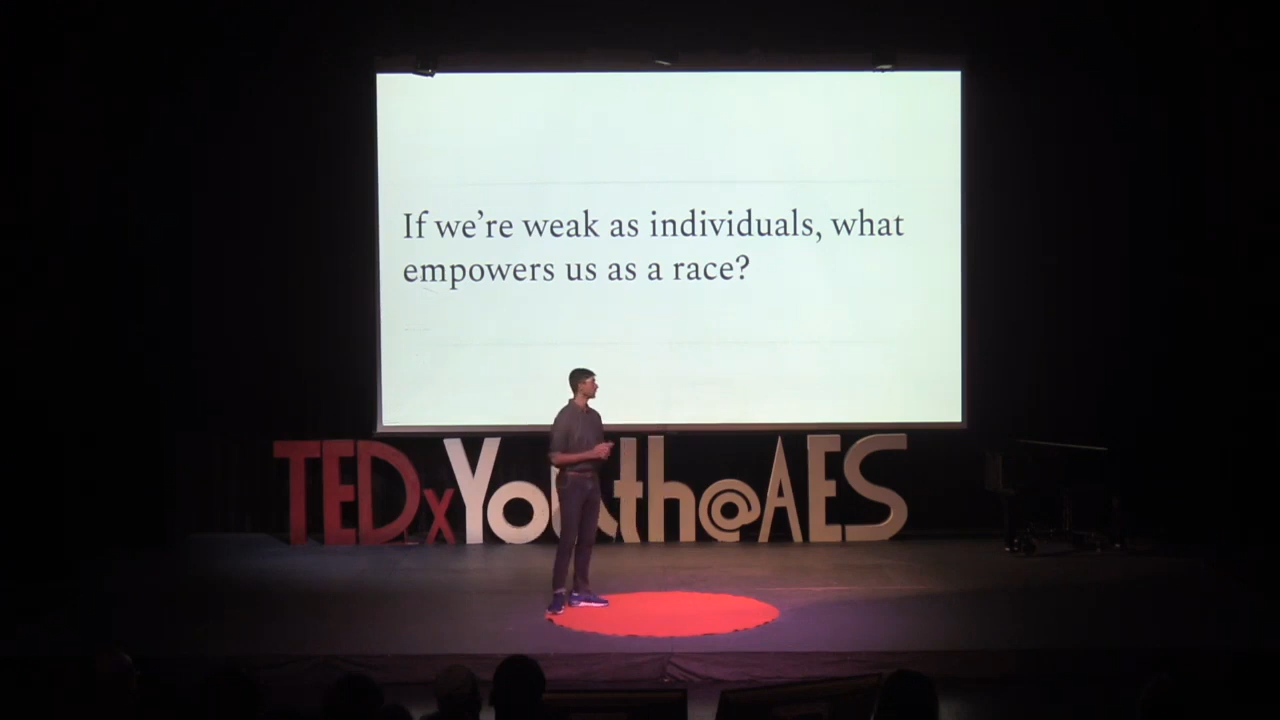 If we're weak as individuals, what
empowers us as a race?
TEDxYouth@AES